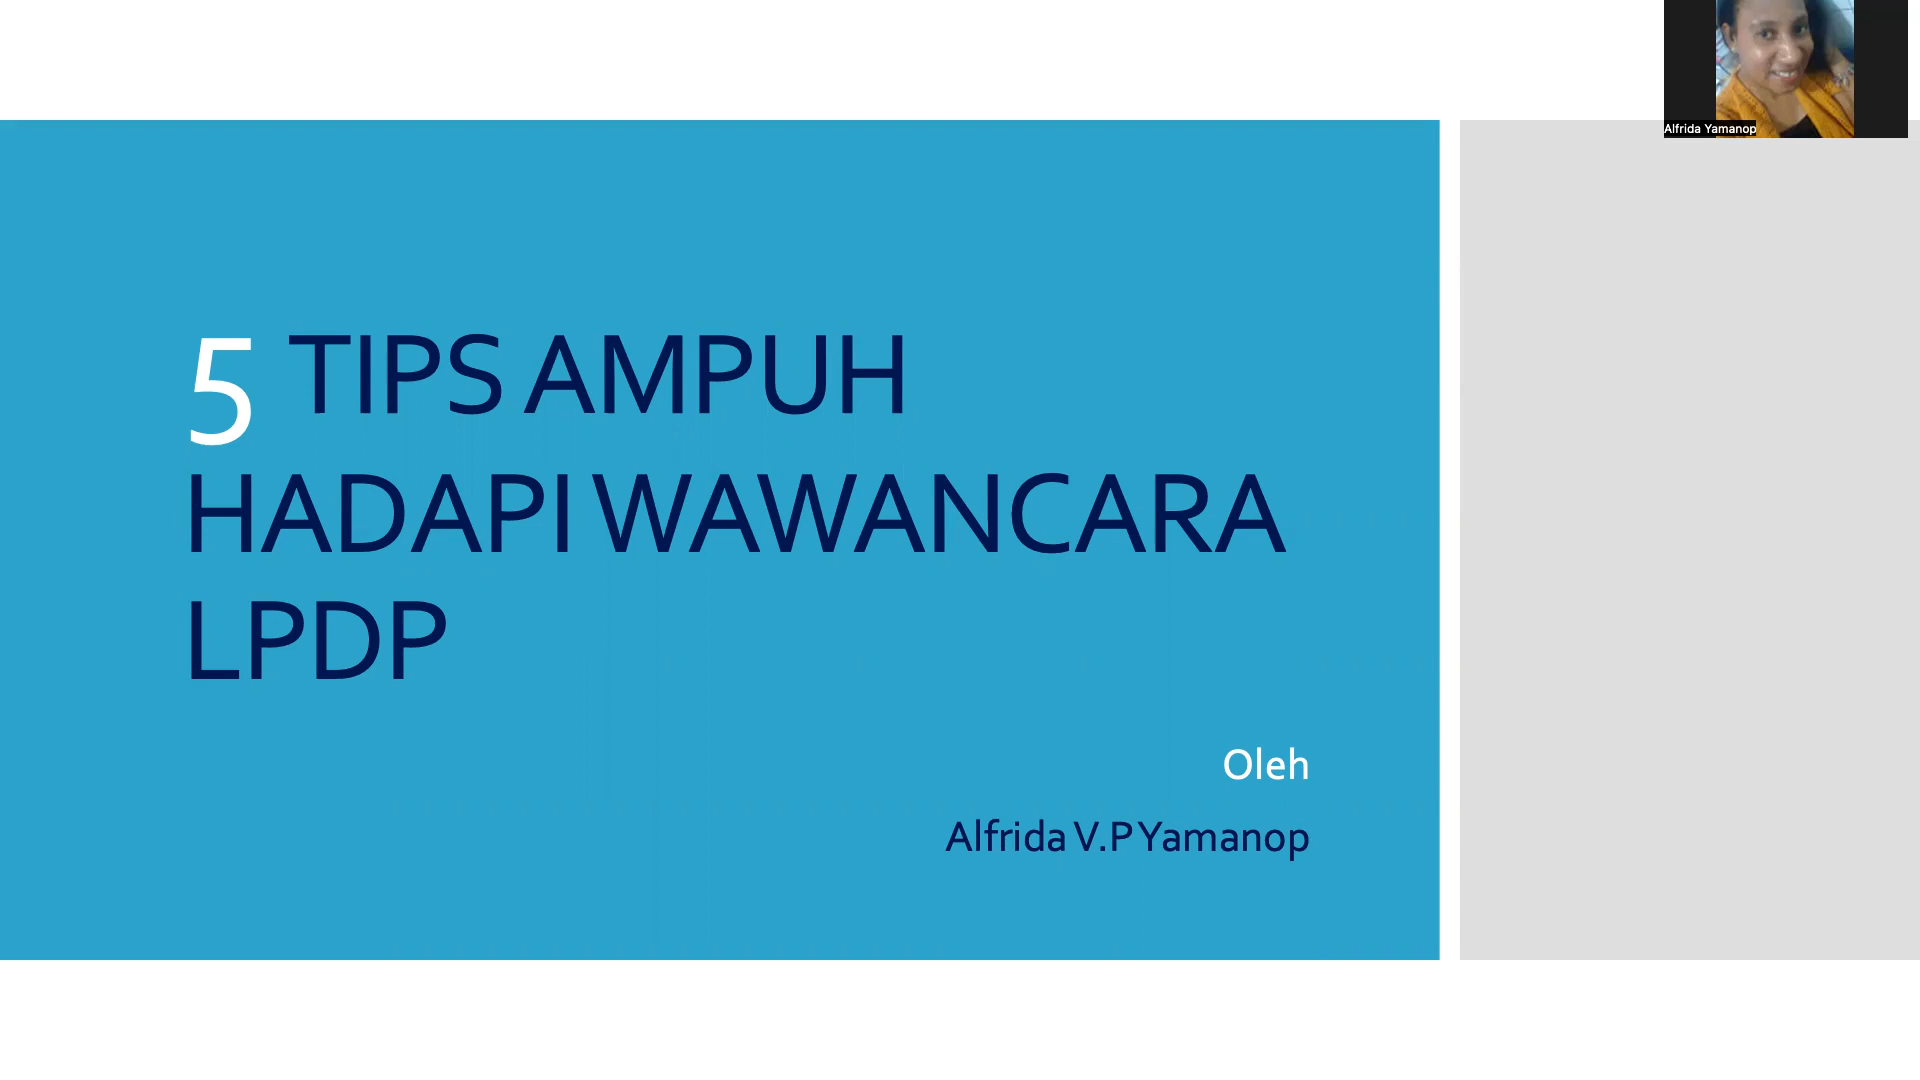 Alfrida Yamanop
5 TIPS AMPUH
HADAPI WAWANCARA
LPDP
Oleh
Alfrida V.P Yamanop